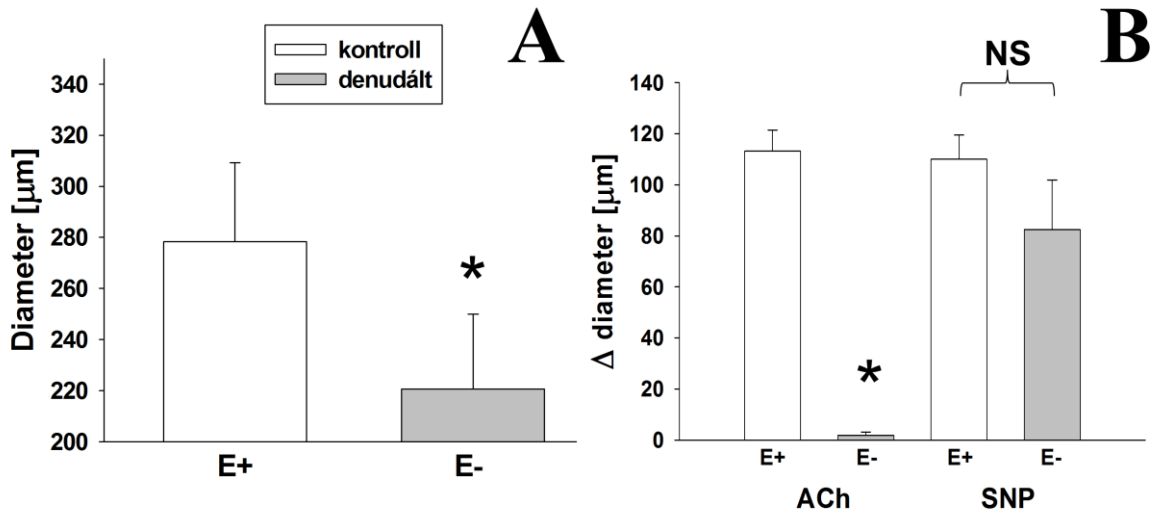 A
kontroll
denudált
Diameter [μm]
340
320
300
280
260
240
220
200
*
E+
E-
B
NS
Δ diameter [μm]
140
120
100
80
60
40
20
0
*
E+
E-
E+
E-
ACh
SNP